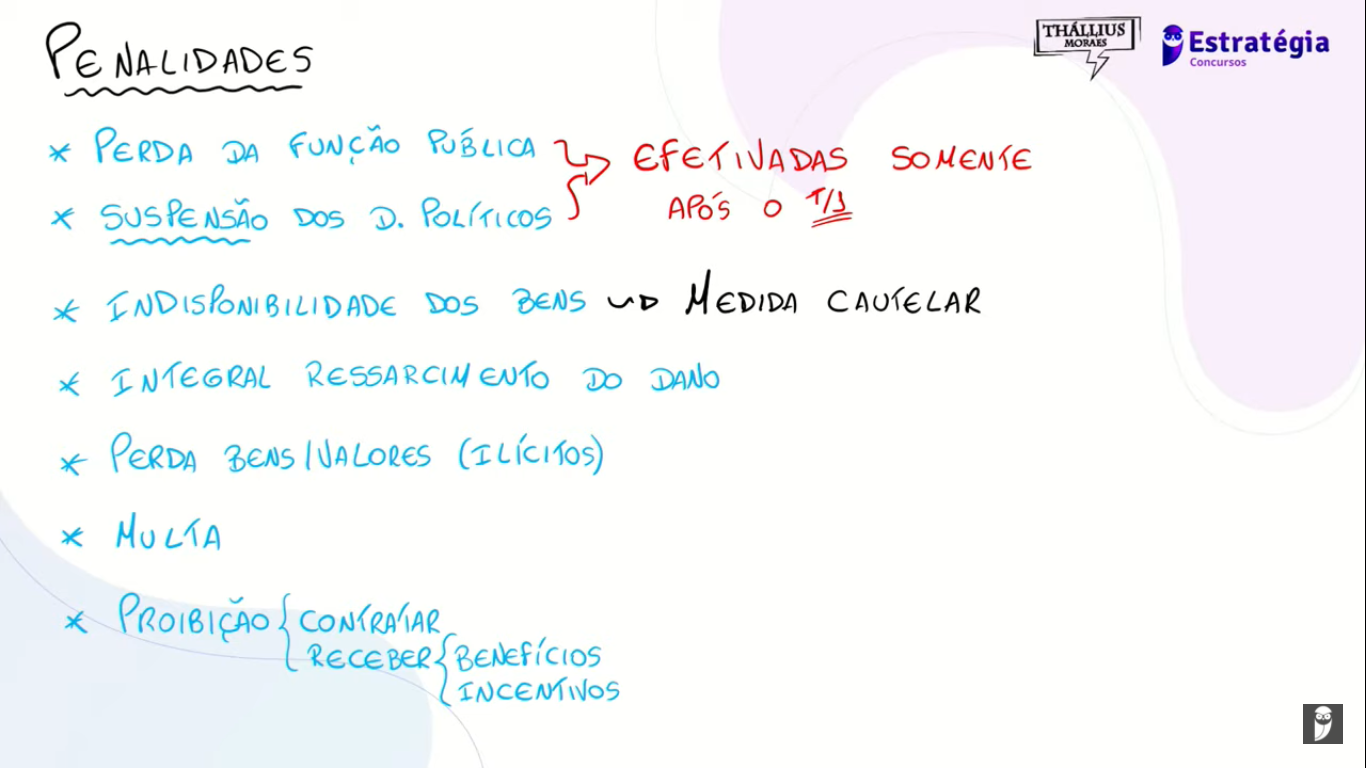 PENALIDADES
THÁLLIUS
MORAES
Estratégia
Concursos
* PERDA DA FUNÇÃO PÚBLICA
EFETIVADAS SOMENTE
* SUSPENSÃO DOS D. POLÍTICOS
APÓS O T/J
* INDISPONIBILIDADE DOS BENS → MEDIDA CAUTELAR
* INTEGRAL RESSARCIMENTO DO DANO
* PERDA BENS/VALORES (ILÍCITOS)
* MULTA
* PROIBIÇÃO { CONTRATAR
RECEBER { BENEFÍCIOS
INCENTIVOS